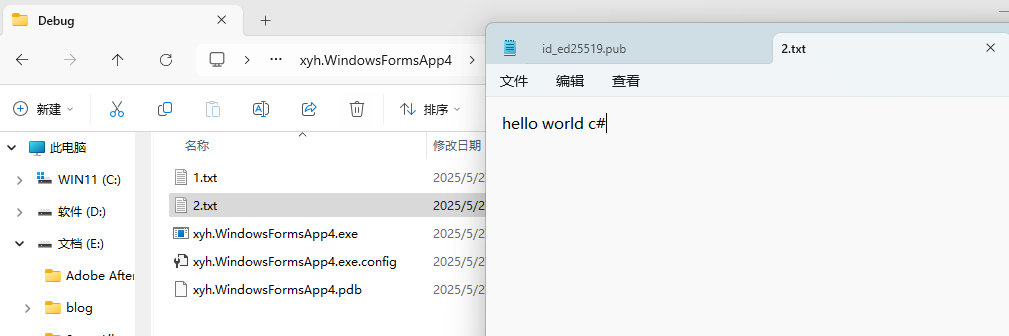 Debug
xyh.WindowsFormsApp4
新建
排序
此电脑
WIN11 (C:)
软件 (D:)
文档 (E:)
Adobe After
blog
名称
修改日期
1.txt
2025/5/2
2.txt
2025/5/2
xyh.WindowsFormsApp4.exe
2025/5/2
xyh.WindowsFormsApp4.exe.config
2025/5/2
xyh.WindowsFormsApp4.pdb
2025/5/2
id_ed25519.pub
2.txt
文件
编辑
查看
hello world c#